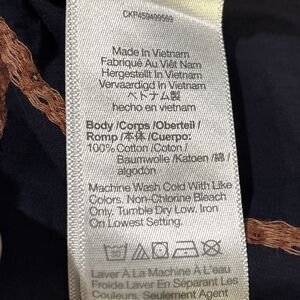 CKP459499569
Made In Vietnam
Fabriqué Au Viêt Nam
Hergestellt In Vietnam
Vervaardigd In Vietnam
ベトナム製
hecho en vietnam
Body /Corps /Oberteil /
Romp /本体 /Cuerpo:
100% Cotton /Coton /
Baumwolle /Katoen /綿 /
algodón
Machine Wash Cold With Like
Colors. Non-Chlorine Bleach
Only. Tumble Dry Low. Iron
On Lowest Setting.
30
Laver À La Machine À L'eau
Froide Laver En Séparant Les
Couleurs. Seulement Agent